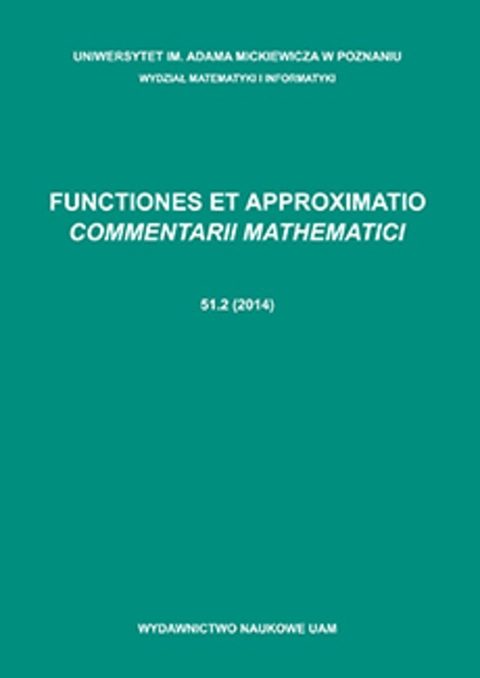 UNIWERSYTET IM. ADAMA MICKIEWICZA W POZNANIU
WYDZIAŁ MATEMATYKI I INFORMATYKI
FUNCTIONES ET APPROXIMATIO
COMMENTARII MATHEMATICI
51.2 (2014)
WYDAWNICTWO NAUKOWE UAM